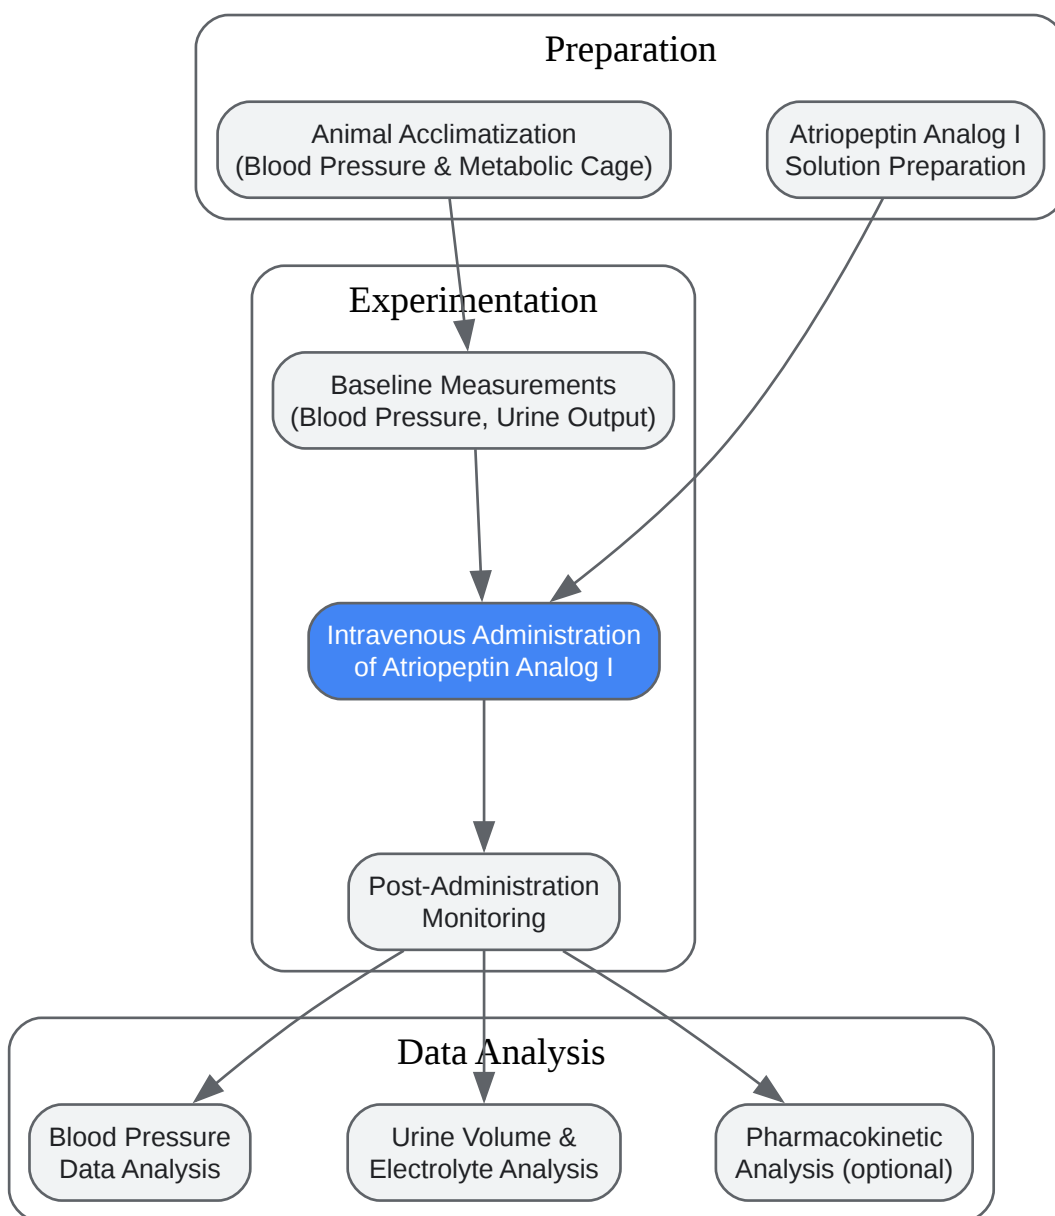 Preparation
Animal Acclimatization
(Blood Pressure & Metabolic Cage)
Atriopeptin Analog I
Solution Preparation
Experimentation
Baseline Measurements
(Blood Pressure, Urine Output)
Intravenous Administration
of Atriopeptin Analog I
Post-Administration
Monitoring
Data Analysis
Blood Pressure
Data Analysis
Urine Volume &
Electrolyte Analysis
Pharmacokinetic
Analysis (optional)